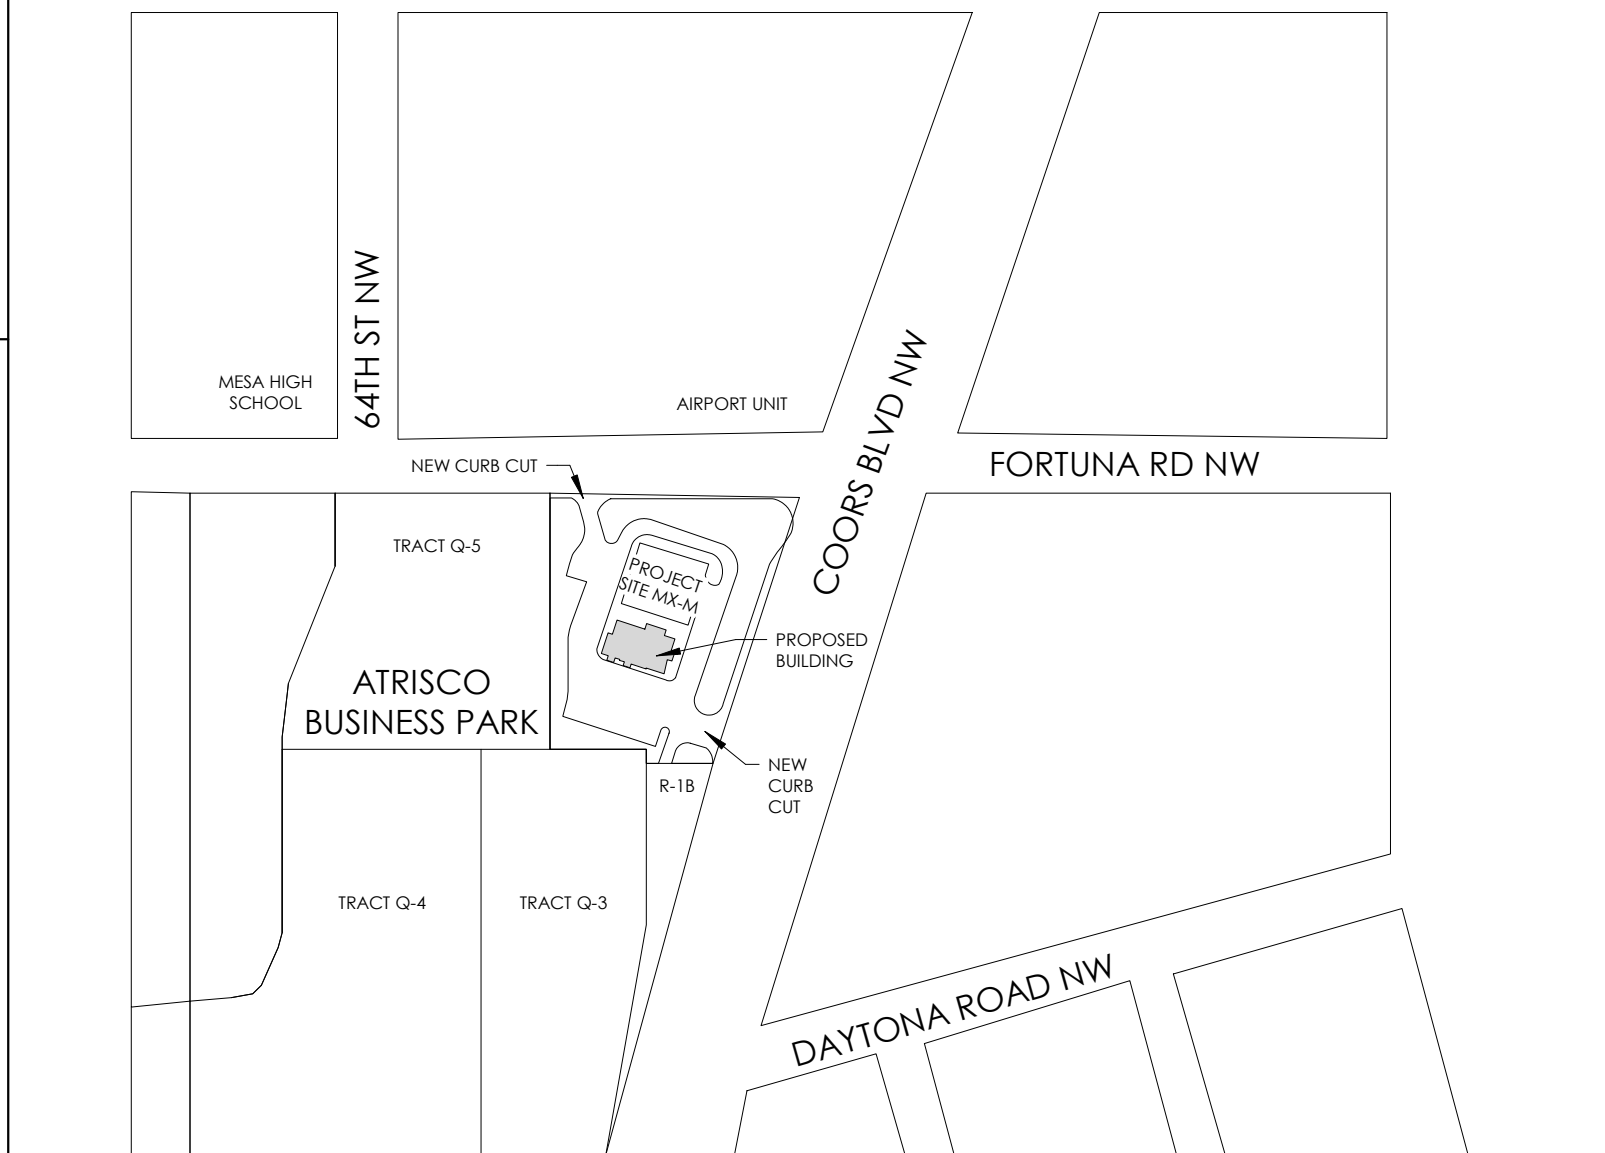 64TH ST NW
MESA HIGH
SCHOOL
AIRPORT UNIT
COORS BLVD NW
NEW CURB CUT
FORTUNA RD NW
TRACT Q-5
PROJECT
SITE MX-M
PROPOSED
BUILDING
ATRISCO
BUSINESS PARK
NEW
CURB
CUT
R-1B
TRACT Q-4
TRACT Q-3
DAYTONA ROAD NW